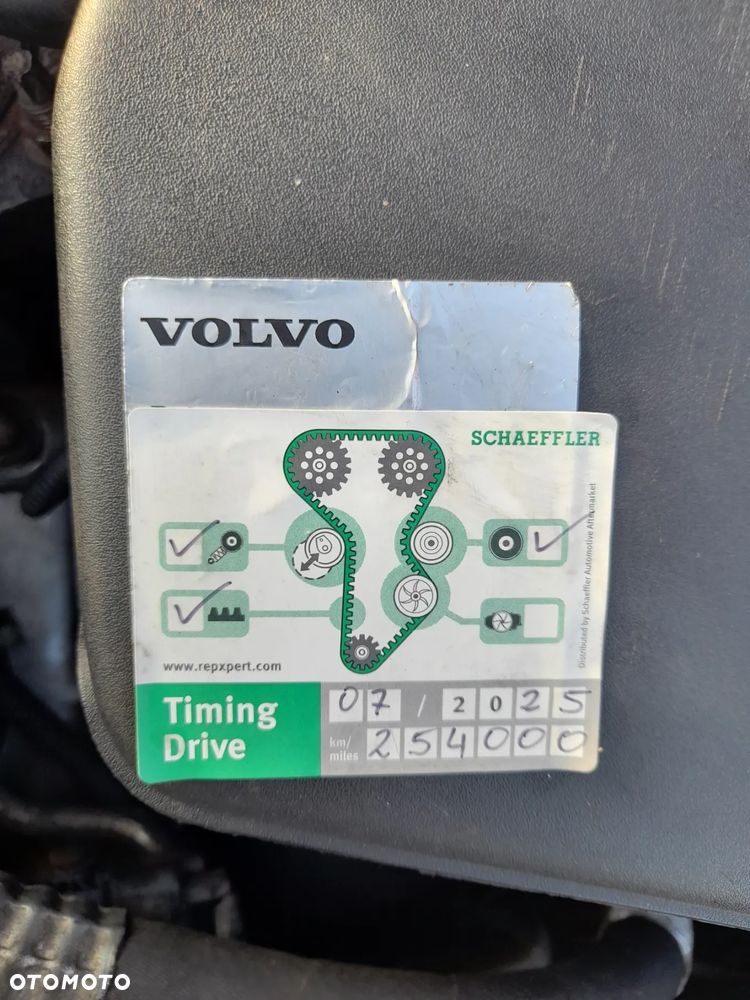 VOLVO
SCHAEFFLER
Distributed by Schaeffler Automotive Aftermarket
www.repxpert.com
Timing Drive
07 / 2025
km/ miles 254000
OTOMOTO